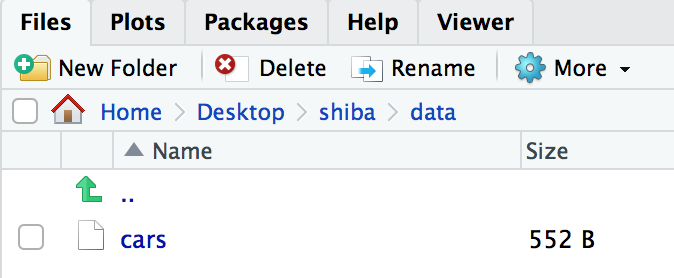 Files Plots Packages Help Viewer
New Folder Delete Rename More
Home Desktop shiba data
Name Size
..
cars 552 B